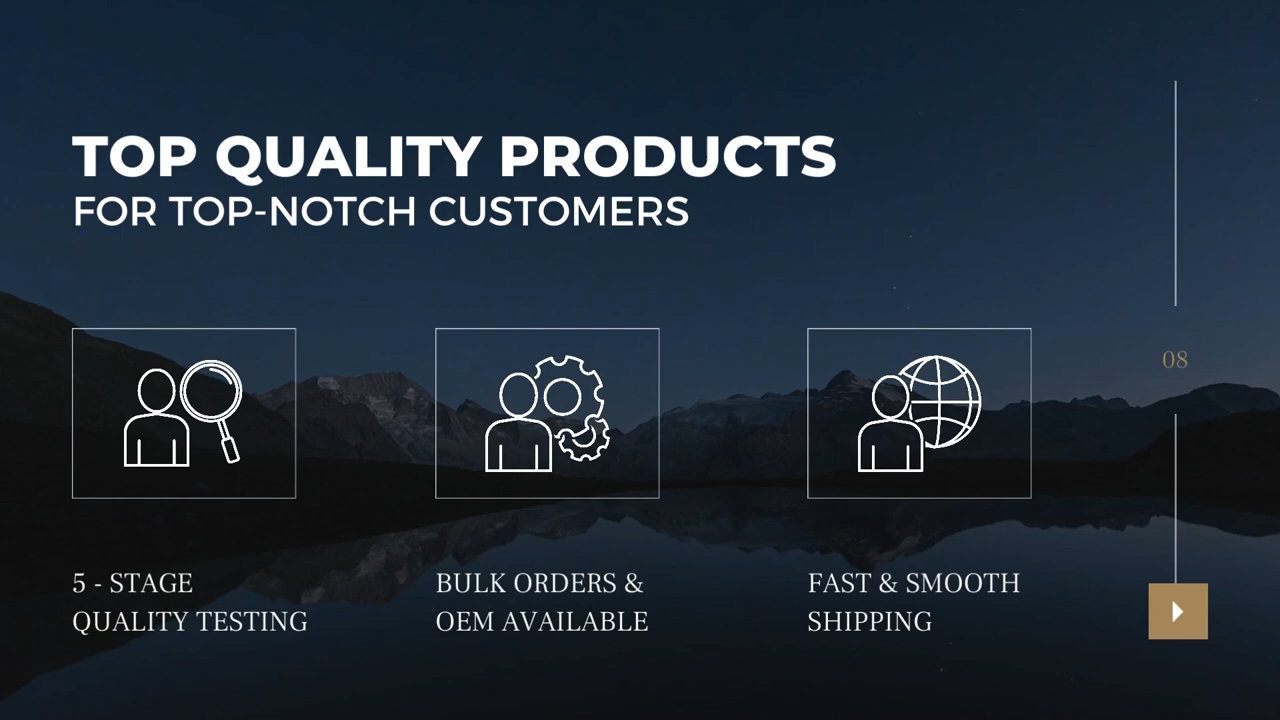 TOP QUALITY PRODUCTS
FOR TOP-NOTCH CUSTOMERS
08
5 - STAGE
QUALITY TESTING
BULK ORDERS &
OEM AVAILABLE
FAST & SMOOTH
SHIPPING